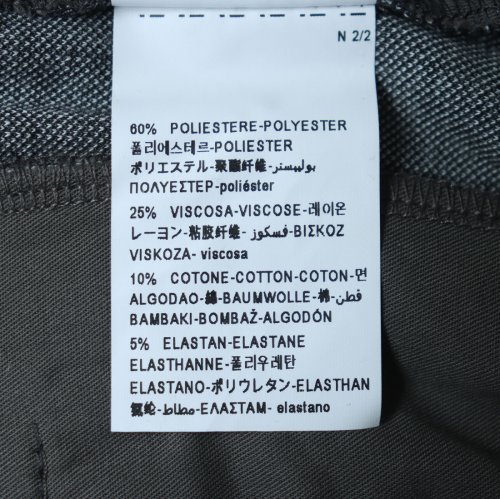 N 2/2
60% POLIESTERE-POLYESTER
폴리에스테르-POLIÉSTER
ポリエステル-聚酯纤维-بوليستر
ΠΟΛΥΕΣΤΕΡ-poliéster
25% VISCOSA-VISCOSE-레이온
レーヨン-粘胶纤维-فسكوز-ΒΙΣΚΟΖ
VISKOZA- viscosa
10% COTONE-COTTON-COTON-면
ALGODAO-綿-BAUMWOLLE-棉-قطن
BAMBAKI-BOMBAŽ-ALGODÓN
5% ELASTAN-ELASTANE
ELASTHANNE-폴리우레탄
ELASTANO-ポリウレタン-ELASTHAN
氨纶-مطاط-ΕΛΑΣΤΑΜ- elastano